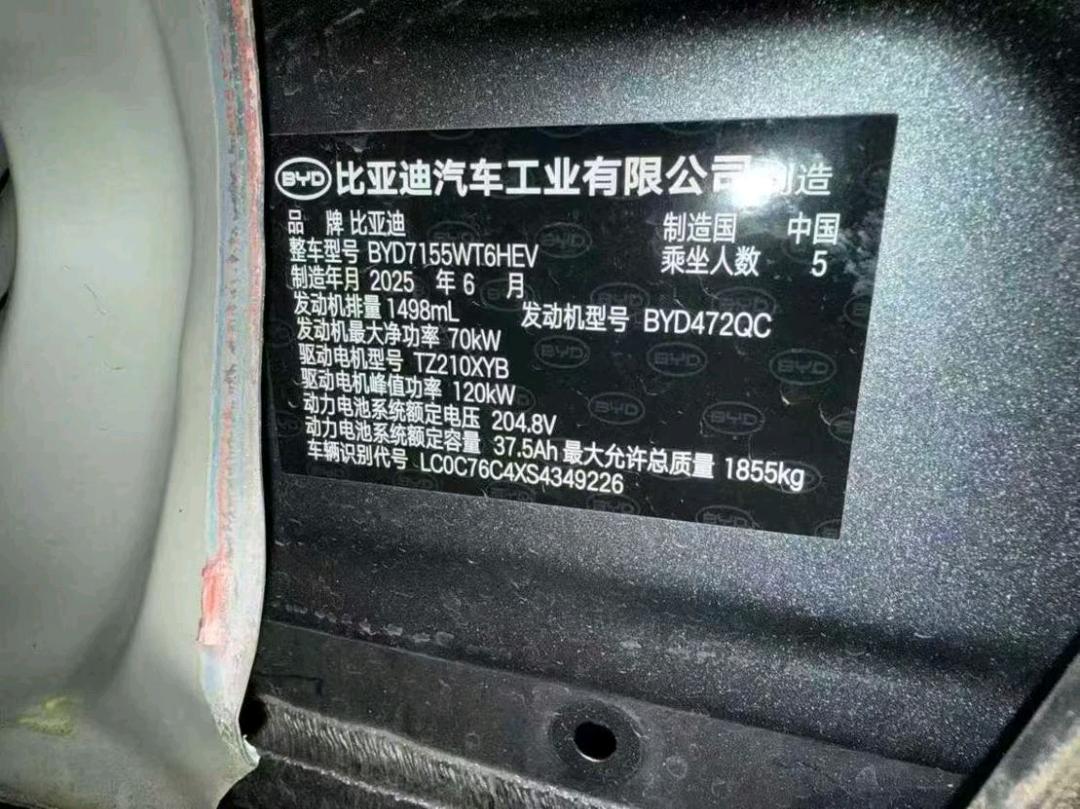 BYD 比亚迪汽车工业有限公司 制造
品 牌 比亚迪 制造国 中国
整车型号 BYD7155WT6HEV 乘坐人数 5
制造年月 2025 年 6 月
发动机排量 1498mL 发动机型号 BYD472QC
发动机最大净功率 70kW
驱动电机型号 TZ210XYB
驱动电机峰值功率 120kW
动力电池系统额定电压 204.8V
动力电池系统额定容量 37.5Ah 最大允许总质量 1855kg
车辆识别代号 LC0C76C4XS4349226